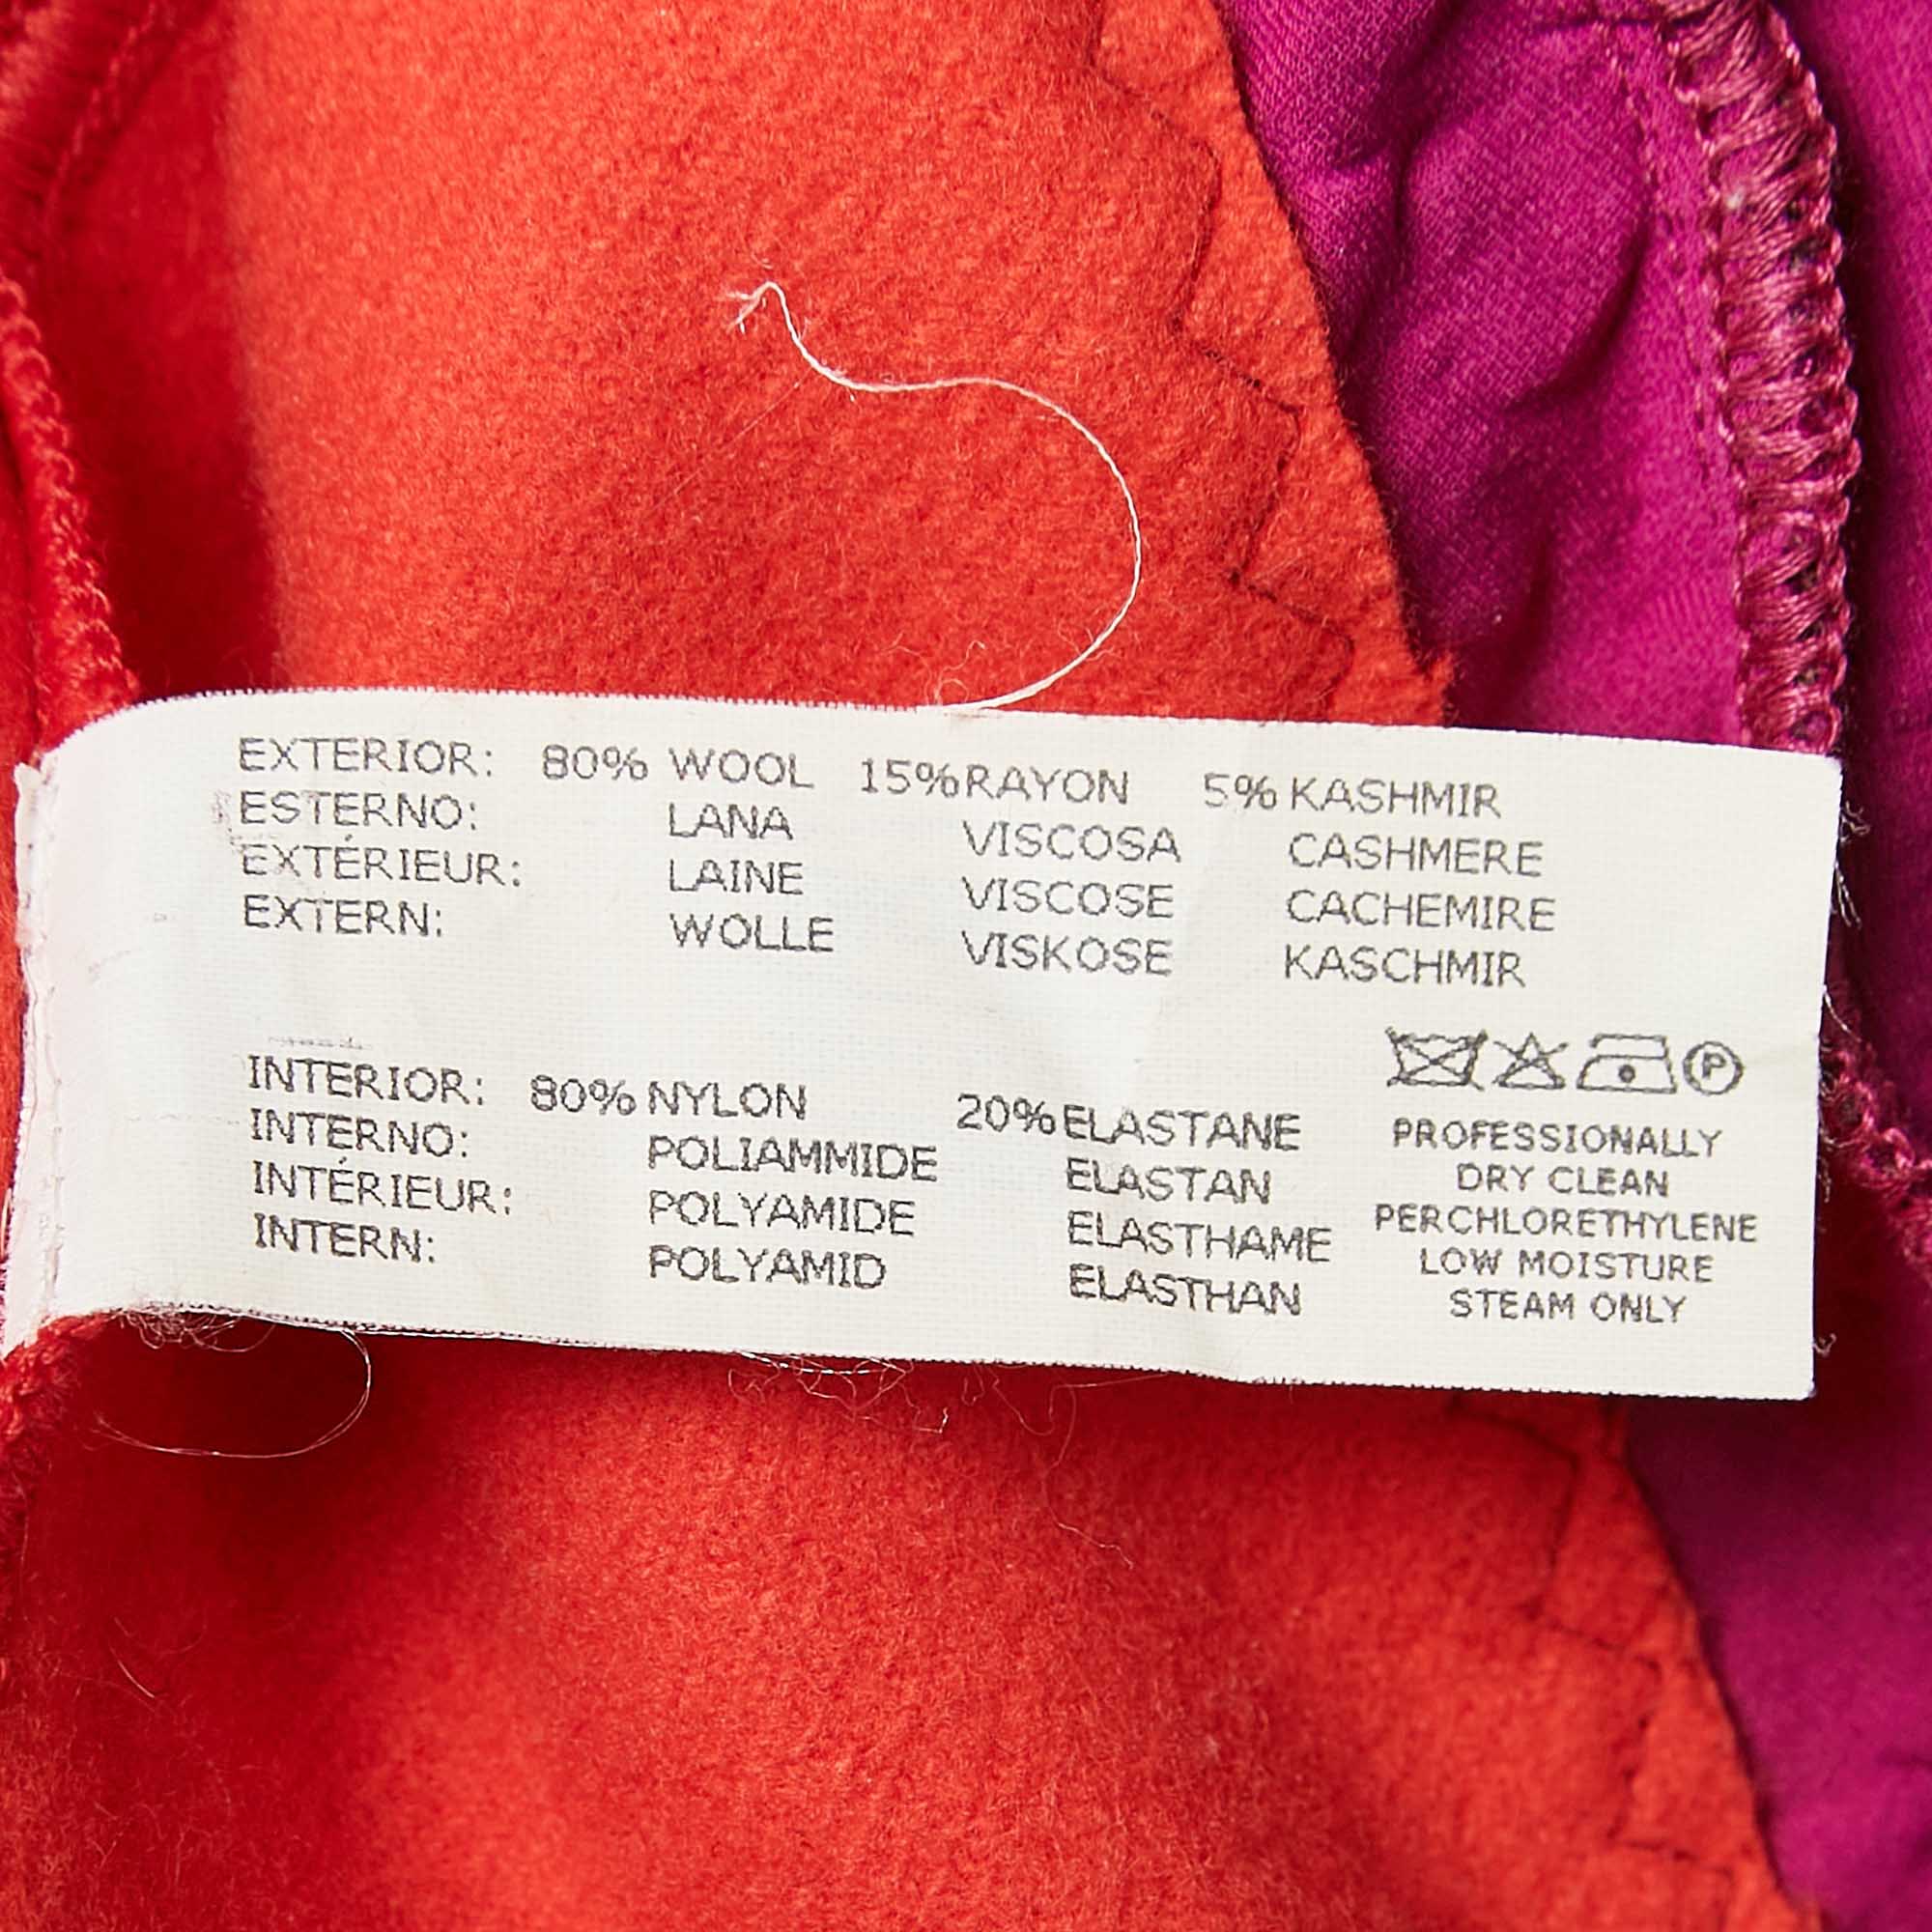 EXTERIOR: 80% WOOL 15% RAYON 5% KASHMIR
ESTERNO: LANA VISCOSA CASHMERE
EXTÉRIEUR: LAINE VISCOSE CACHEMIRE
EXTERN: WOLLE VISKOSE KASCHMIR
INTERIOR: 80% NYLON 20% ELASTANE
INTERNO: POLIAMMIDE ELASTAN
INTÉRIEUR: POLYAMIDE ELASTHAME
INTERN: POLYAMID ELASTHAN
P
PROFESSIONALLY
DRY CLEAN
PERCHLORETHYLENE
LOW MOISTURE
STEAM ONLY